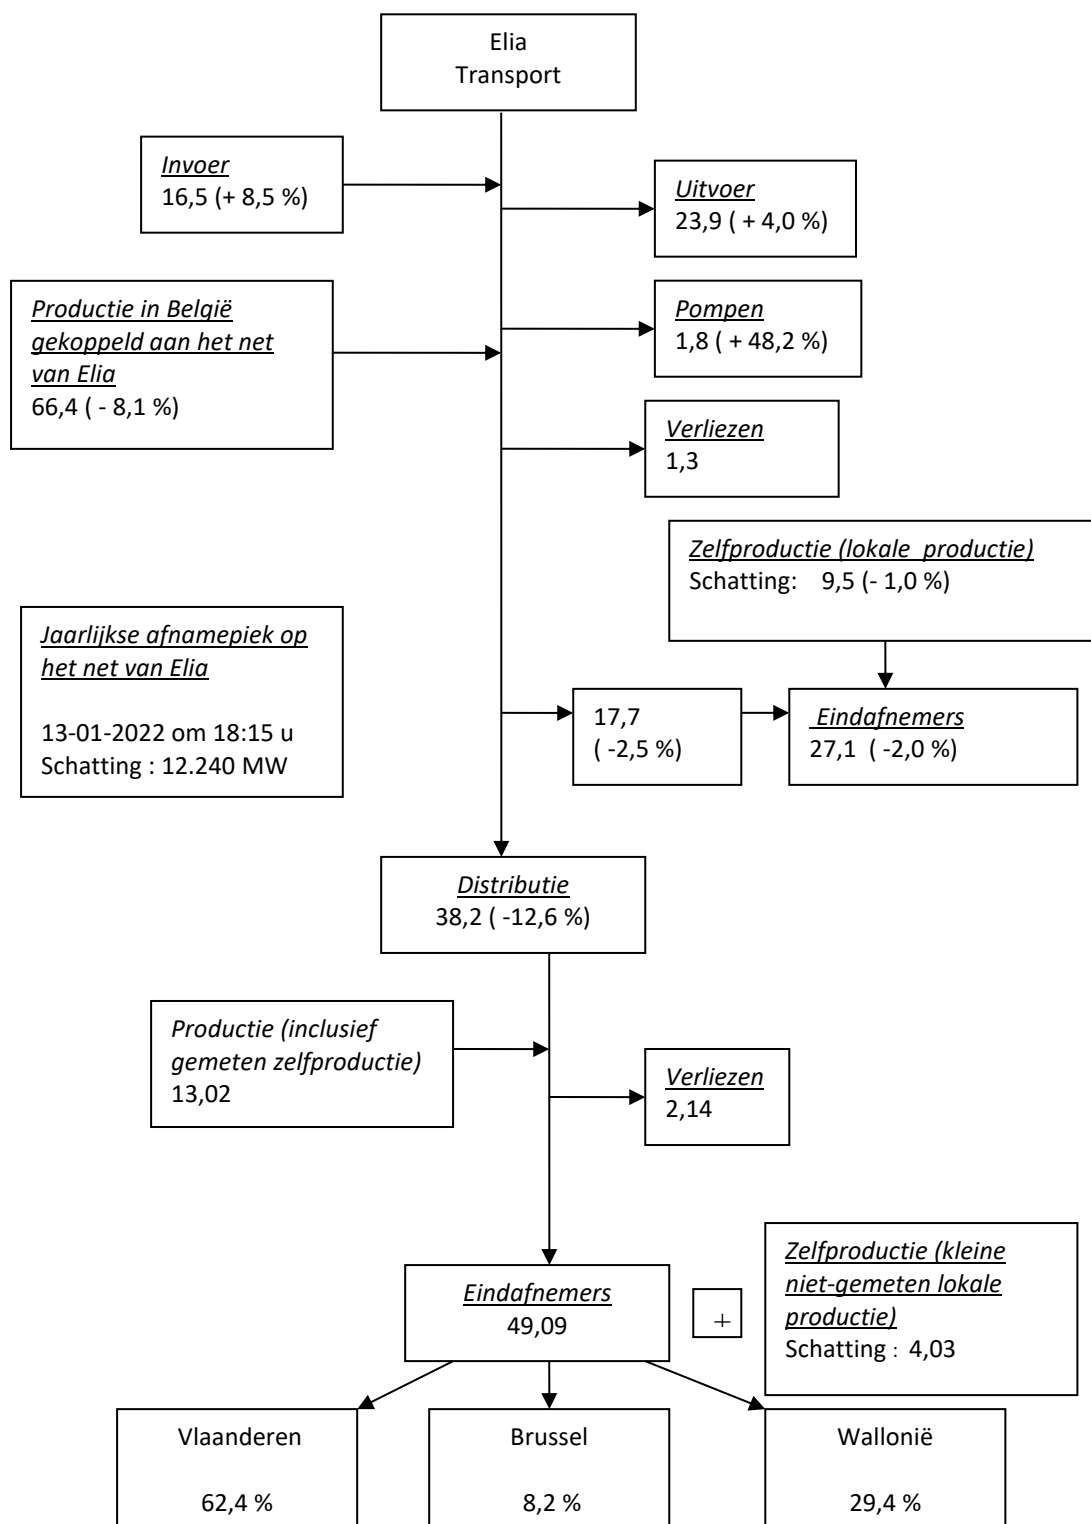 Elia
Transport
Invoer
16,5 (+ 8,5 %)
Uitvoer
23,9 ( + 4,0 %)
Productie in België
gekoppeld aan het net
van Elia
66,4 ( - 8,1 %)
Pompen
1,8 ( + 48,2 %)
Verliezen
1,3
Zelfproductie (lokale productie)
Schatting: 9,5 (- 1,0 %)
Jaarlijkse afnamepiek op
het net van Elia
13-01-2022 om 18:15 u
Schatting : 12.240 MW
17,7
( -2,5 %)
Eindafnemers
27,1 ( -2,0 %)
Distributie
38,2 ( -12,6 %)
Productie (inclusief
gemeten zelfproductie)
13,02
Verliezen
2,14
Eindafnemers
49,09
+
Zelfproductie (kleine
niet-gemeten lokale
productie)
Schatting : 4,03
Vlaanderen
62,4 %
Brussel
8,2 %
Wallonië
29,4 %